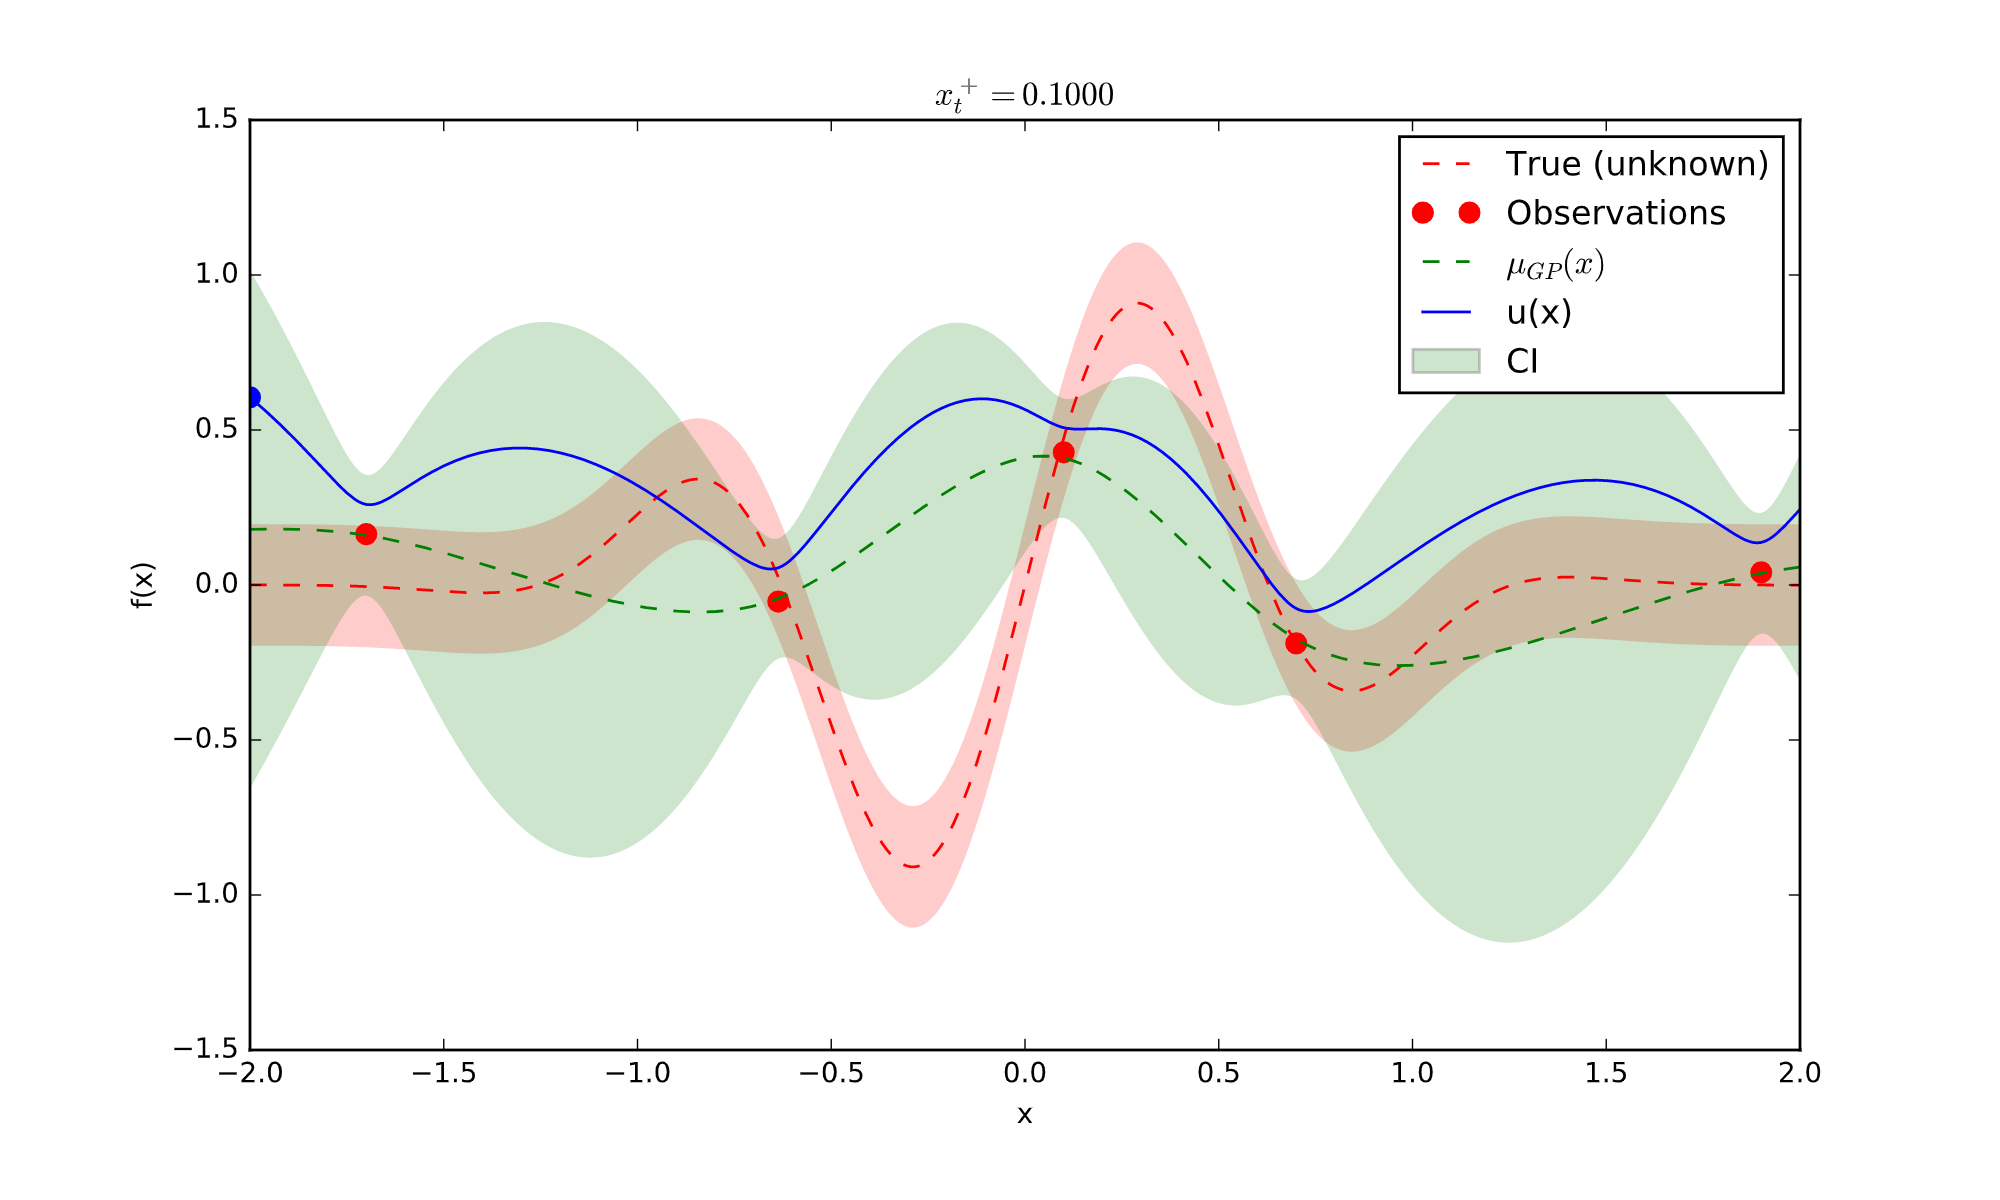 xₜ⁺ = 0.1000
1.5
1.0
0.5
0.0
−0.5
−1.0
−1.5
f(x)
True (unknown)
Observations
μ_GP(x)
u(x)
CI
−2.0 −1.5 −1.0 −0.5 0.0 0.5 1.0 1.5 2.0
x